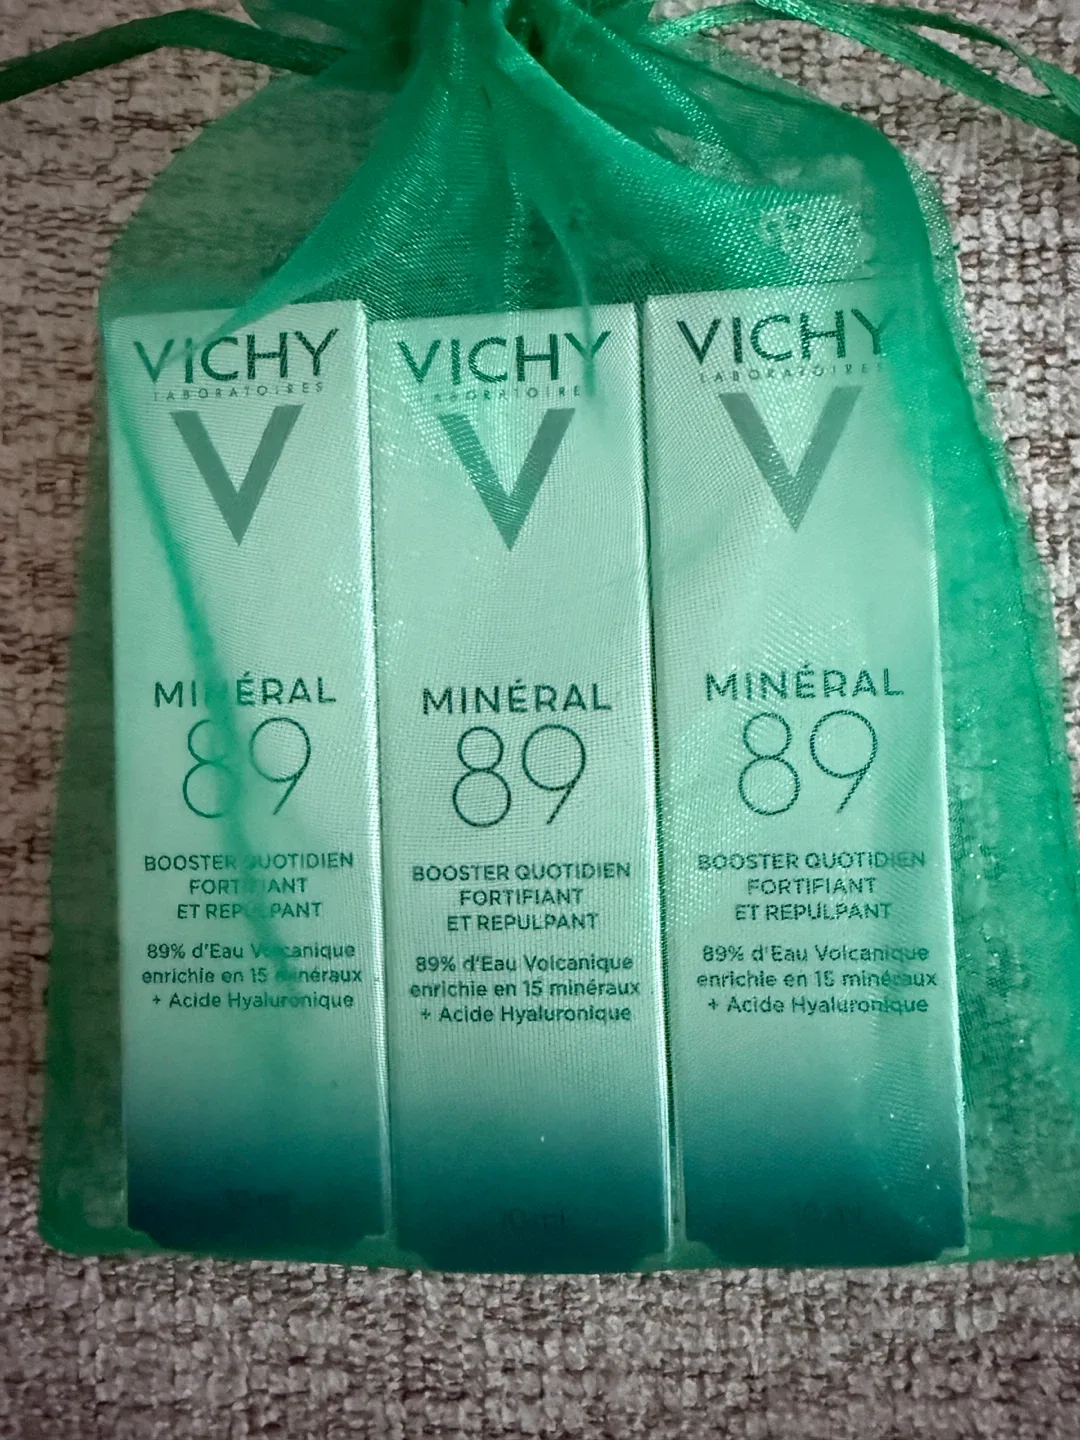 VICHY
LABORATOIRES
V
MINÉRAL
89
BOOSTER QUOTIDIEN
FORTIFIANT
ET REPULPANT
89% d'Eau Volcanique
enrichie en 15 minéraux
+ Acide Hyaluronique
VICHY
LABORATOIRES
V
MINÉRAL
89
BOOSTER QUOTIDIEN
FORTIFIANT
ET REPULPANT
89% d'Eau Volcanique
enrichie en 15 minéraux
+ Acide Hyaluronique
10 ml
VICHY
LABORATOIRES
V
MINÉRAL
89
BOOSTER QUOTIDIEN
FORTIFIANT
ET REPULPANT
89% d'Eau Volcanique
enrichie en 15 minéraux
+ Acide Hyaluronique